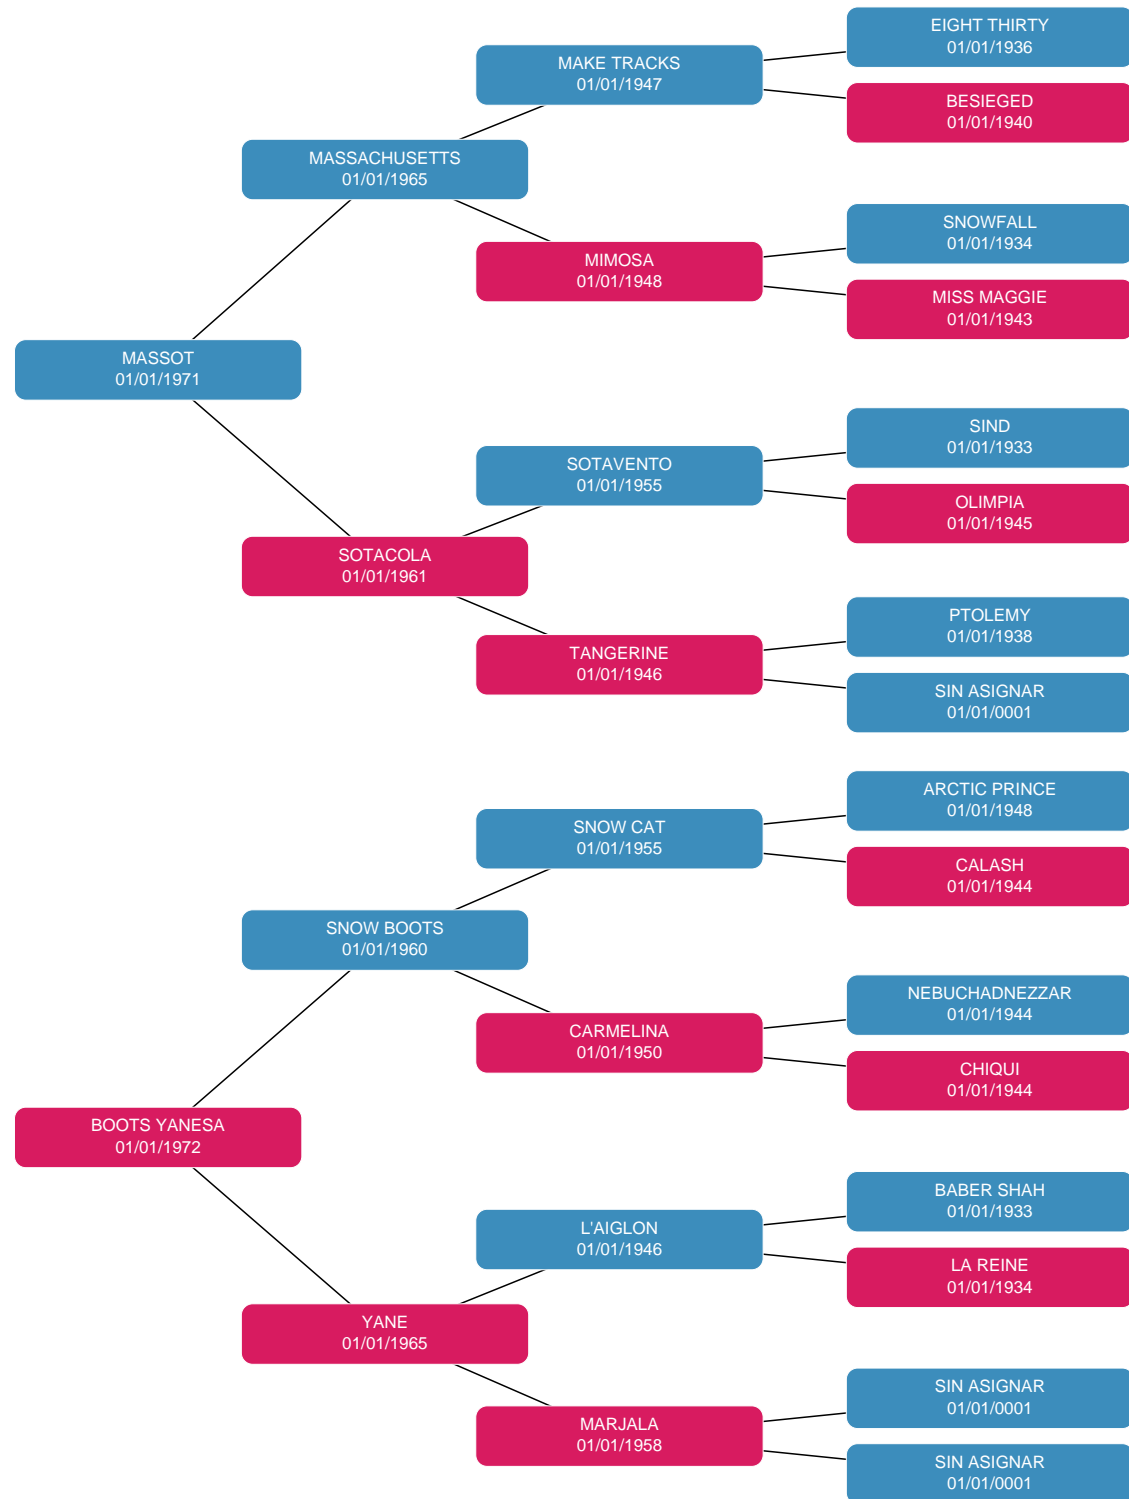 EIGHT THIRTY
01/01/1936
MAKE TRACKS
01/01/1947
BESIEGED
01/01/1940
MASSACHUSETTS
01/01/1965
SNOWFALL
01/01/1934
MIMOSA
01/01/1948
MISS MAGGIE
01/01/1943
MASSOT
01/01/1971
SIND
01/01/1933
SOTAVENTO
01/01/1955
OLIMPIA
01/01/1945
SOTACOLA
01/01/1961
PTOLEMY
01/01/1938
TANGERINE
01/01/1946
SIN ASIGNAR
01/01/0001
ARCTIC PRINCE
01/01/1948
SNOW CAT
01/01/1955
CALASH
01/01/1944
SNOW BOOTS
01/01/1960
NEBUCHADNEZZAR
01/01/1944
CARMELINA
01/01/1950
CHIQUI
01/01/1944
BOOTS YANESA
01/01/1972
BABER SHAH
01/01/1933
L'AIGLON
01/01/1946
LA REINE
01/01/1934
YANE
01/01/1965
SIN ASIGNAR
01/01/0001
MARJALA
01/01/1958
SIN ASIGNAR
01/01/0001